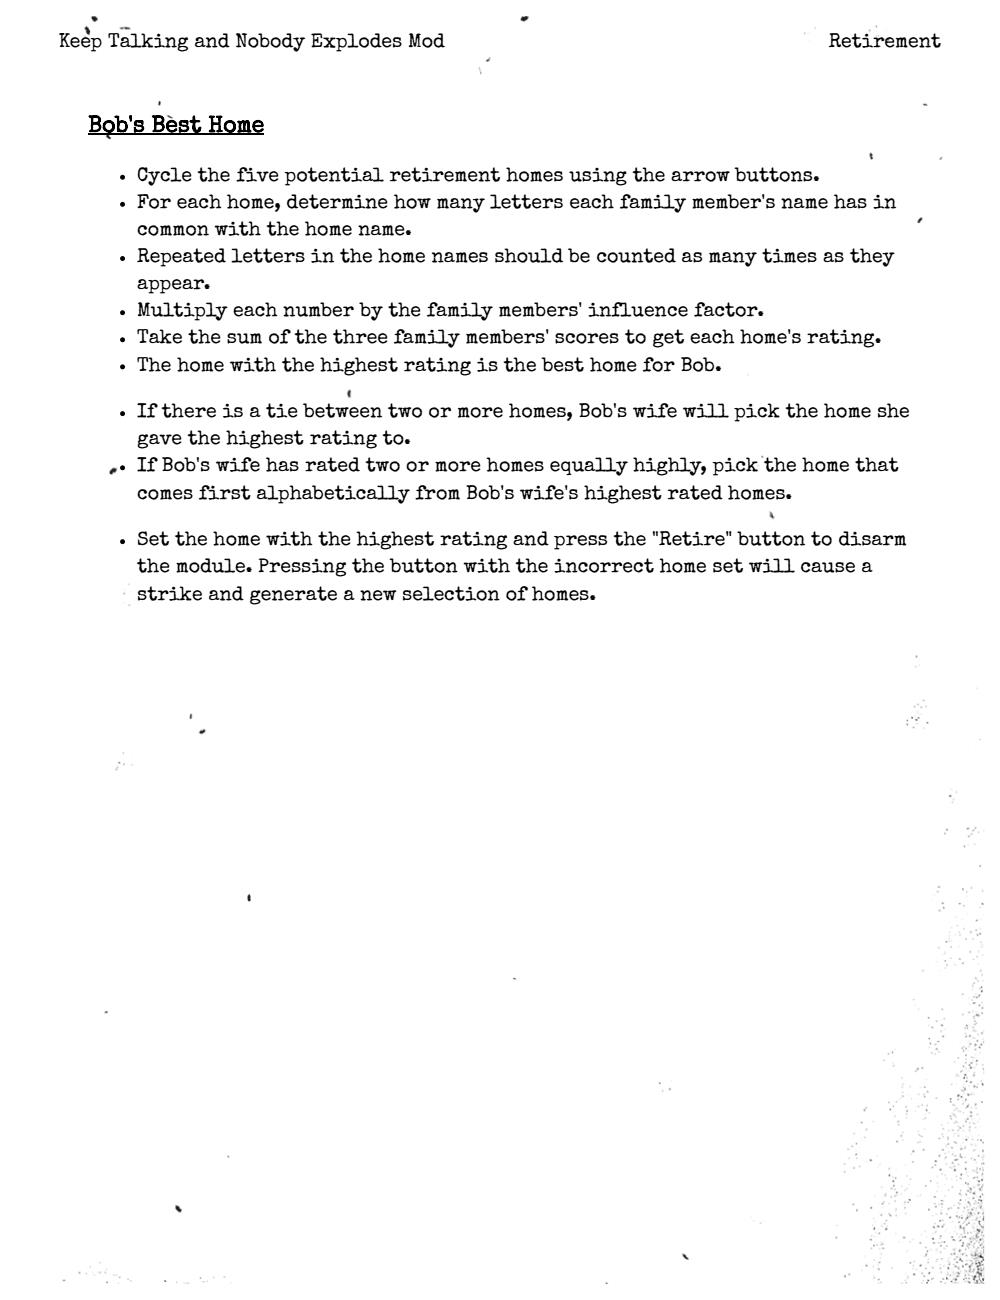 Keep Talking and Nobody Explodes Mod
Retirement
Bob's Best Home
• Cycle the five potential retirement homes using the arrow buttons.
• For each home, determine how many letters each family member's name has in
common with the home name.
• Repeated letters in the home names should be counted as many times as they
appear.
• Multiply each number by the family members' influence factor.
• Take the sum of the three family members' scores to get each home's rating.
• The home with the highest rating is the best home for Bob.
• If there is a tie between two or more homes, Bob's wife will pick the home she
gave the highest rating to.
• If Bob's wife has rated two or more homes equally highly, pick the home that
comes first alphabetically from Bob's wife's highest rated homes.
• Set the home with the highest rating and press the "Retire" button to disarm
the module. Pressing the button with the incorrect home set will cause a
strike and generate a new selection of homes.